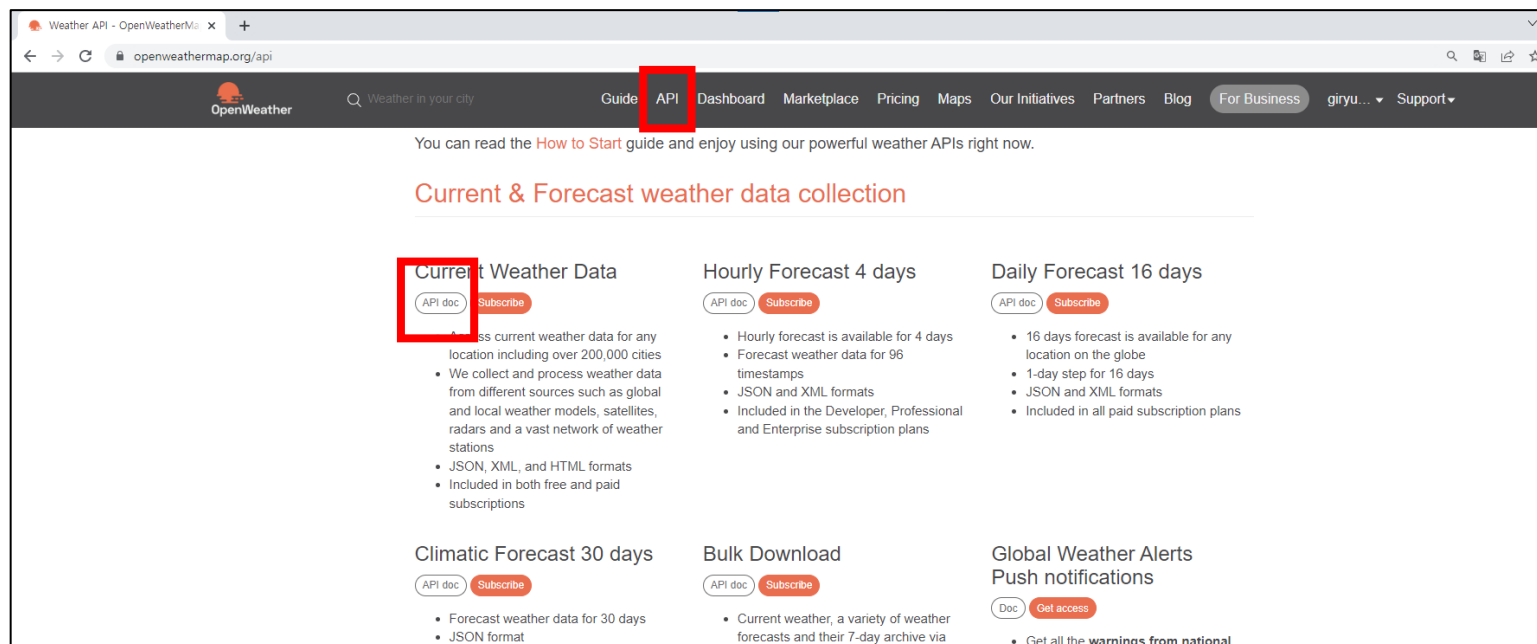 Weather API - OpenWeatherMa
openweathermap.org/api
OpenWeather
Weather in your city
Guide API Dashboard Marketplace Pricing Maps Our Initiatives Partners Blog For Business giryu... Support
You can read the How to Start guide and enjoy using our powerful weather APIs right now.
Current & Forecast weather data collection
Current Weather Data
API doc Subscribe
Access current weather data for any
location including over 200,000 cities
We collect and process weather data
from different sources such as global
and local weather models, satellites,
radars and a vast network of weather
stations
JSON, XML, and HTML formats
Included in both free and paid
subscriptions
Hourly Forecast 4 days
API doc Subscribe
Hourly forecast is available for 4 days
Forecast weather data for 96
timestamps
JSON and XML formats
Included in the Developer, Professional
and Enterprise subscription plans
Daily Forecast 16 days
API doc Subscribe
16 days forecast is available for any
location on the globe
1-day step for 16 days
JSON and XML formats
Included in all paid subscription plans
Climatic Forecast 30 days
API doc Subscribe
Forecast weather data for 30 days
JSON format
Bulk Download
API doc Subscribe
Current weather, a variety of weather
forecasts and their 7-day archive via
Global Weather Alerts
Push notifications
Doc Get access
Get all the warnings from national